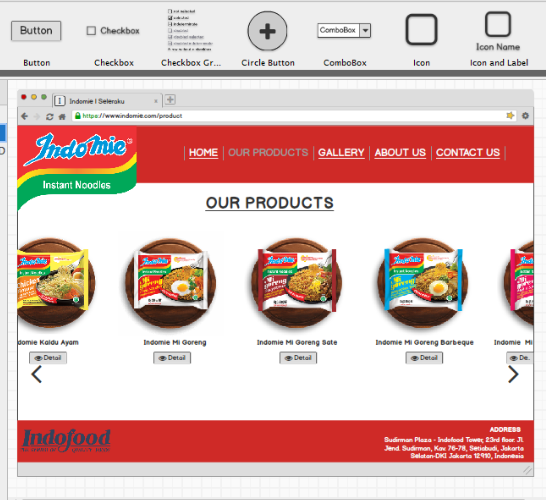 Button
Checkbox
ComboBox
Icon Name
Button
Checkbox
Checkbox Gr...
Circle Button
ComboBox
Icon
Icon and Label
Indomie | Seleraku
https://www.indomie.com/product
Indomie
Instant Noodles
HOME
OUR PRODUCTS
GALLERY
ABOUT US
CONTACT US
OUR PRODUCTS
domie Kaldu Ayam
Indomie Mi Goreng
Indomie Mi Goreng Sate
Indomie Mi Goreng Barbeque
Indomie Mi
Detail
Detail
Detail
Detail
De..
Indofood
ADDRESS
Sudirman Plaza - Indofood Tower, 23rd floor. Jl.
Jend. Sudirman, Kav. 76-78, Setiabudi, Jakarta
Selatan-DKI Jakarta 12910, Indonesia